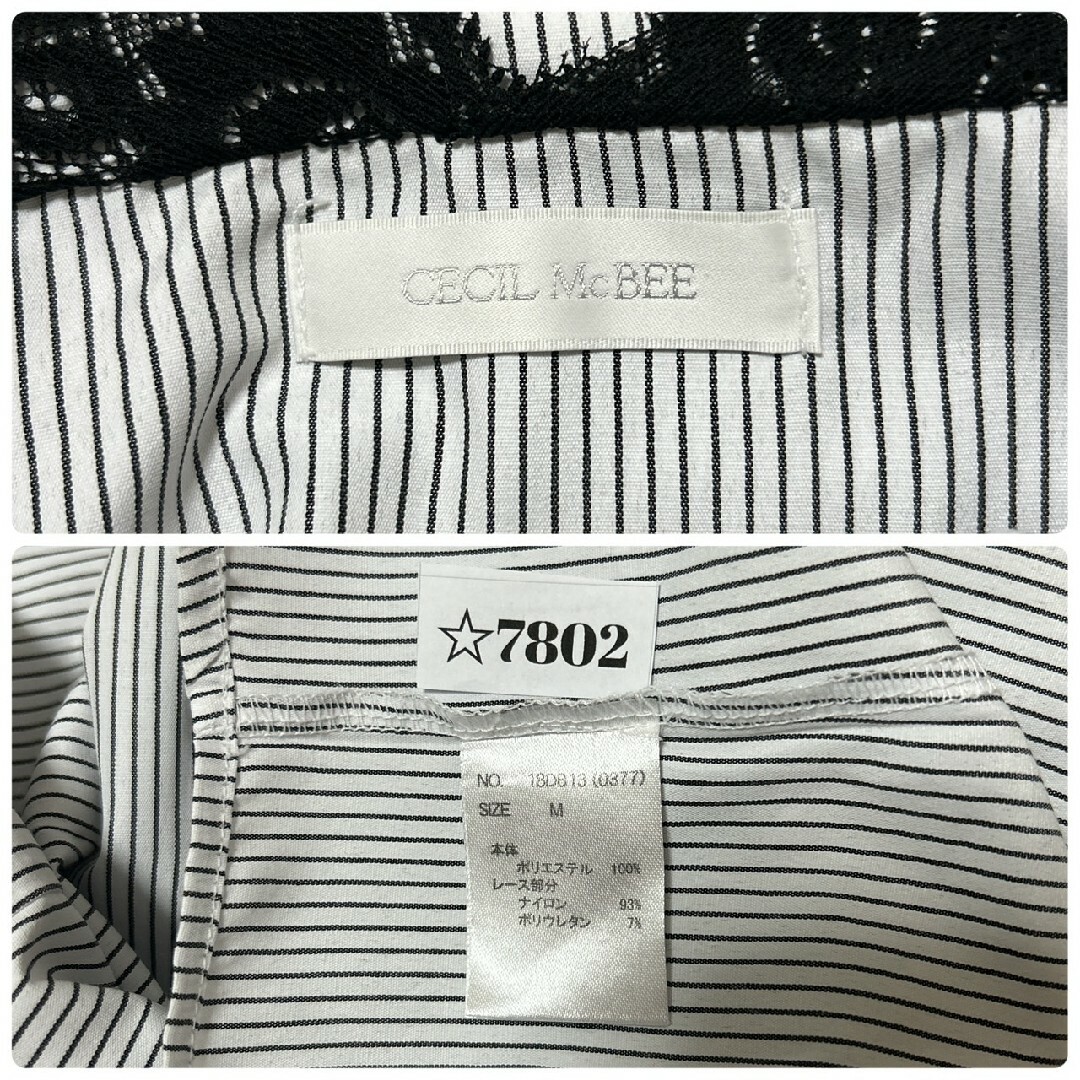 CECIL McBEE
☆7802
NO. 18D813 (0377)
SIZE M
本体
ポリエステル 100%
レース部分
ナイロン 93%
ポリウレタン 7%